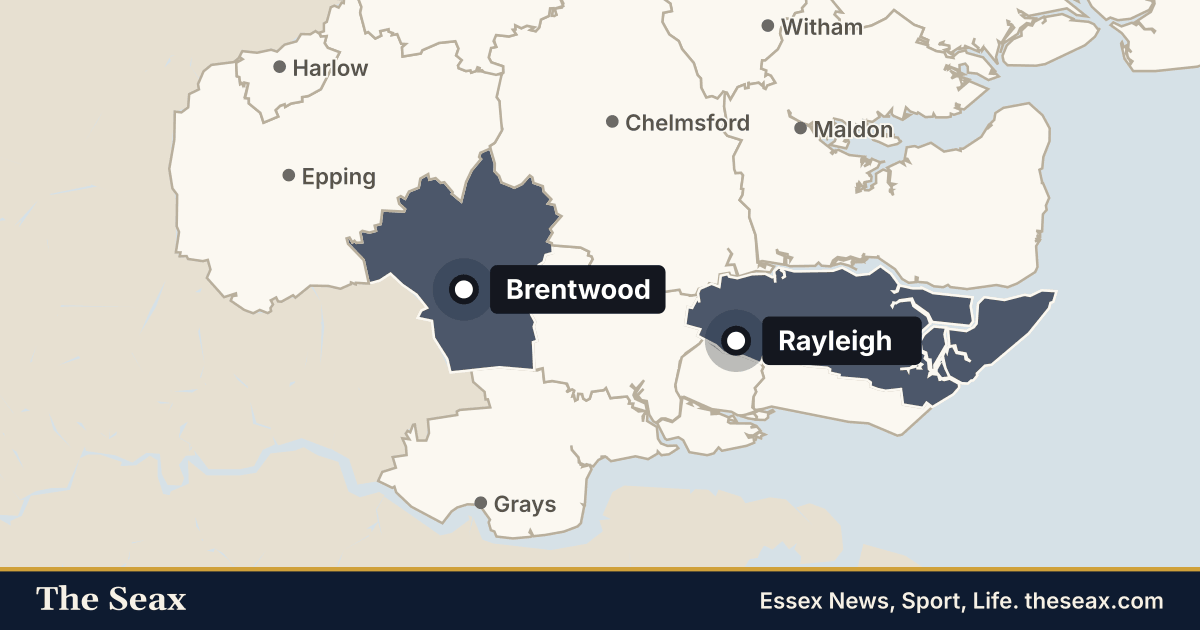 Witham
Harlow
Chelmsford
Maldon
Epping
Brentwood
Rayleigh
Grays
The Seax
Essex News, Sport, Life. theseax.com